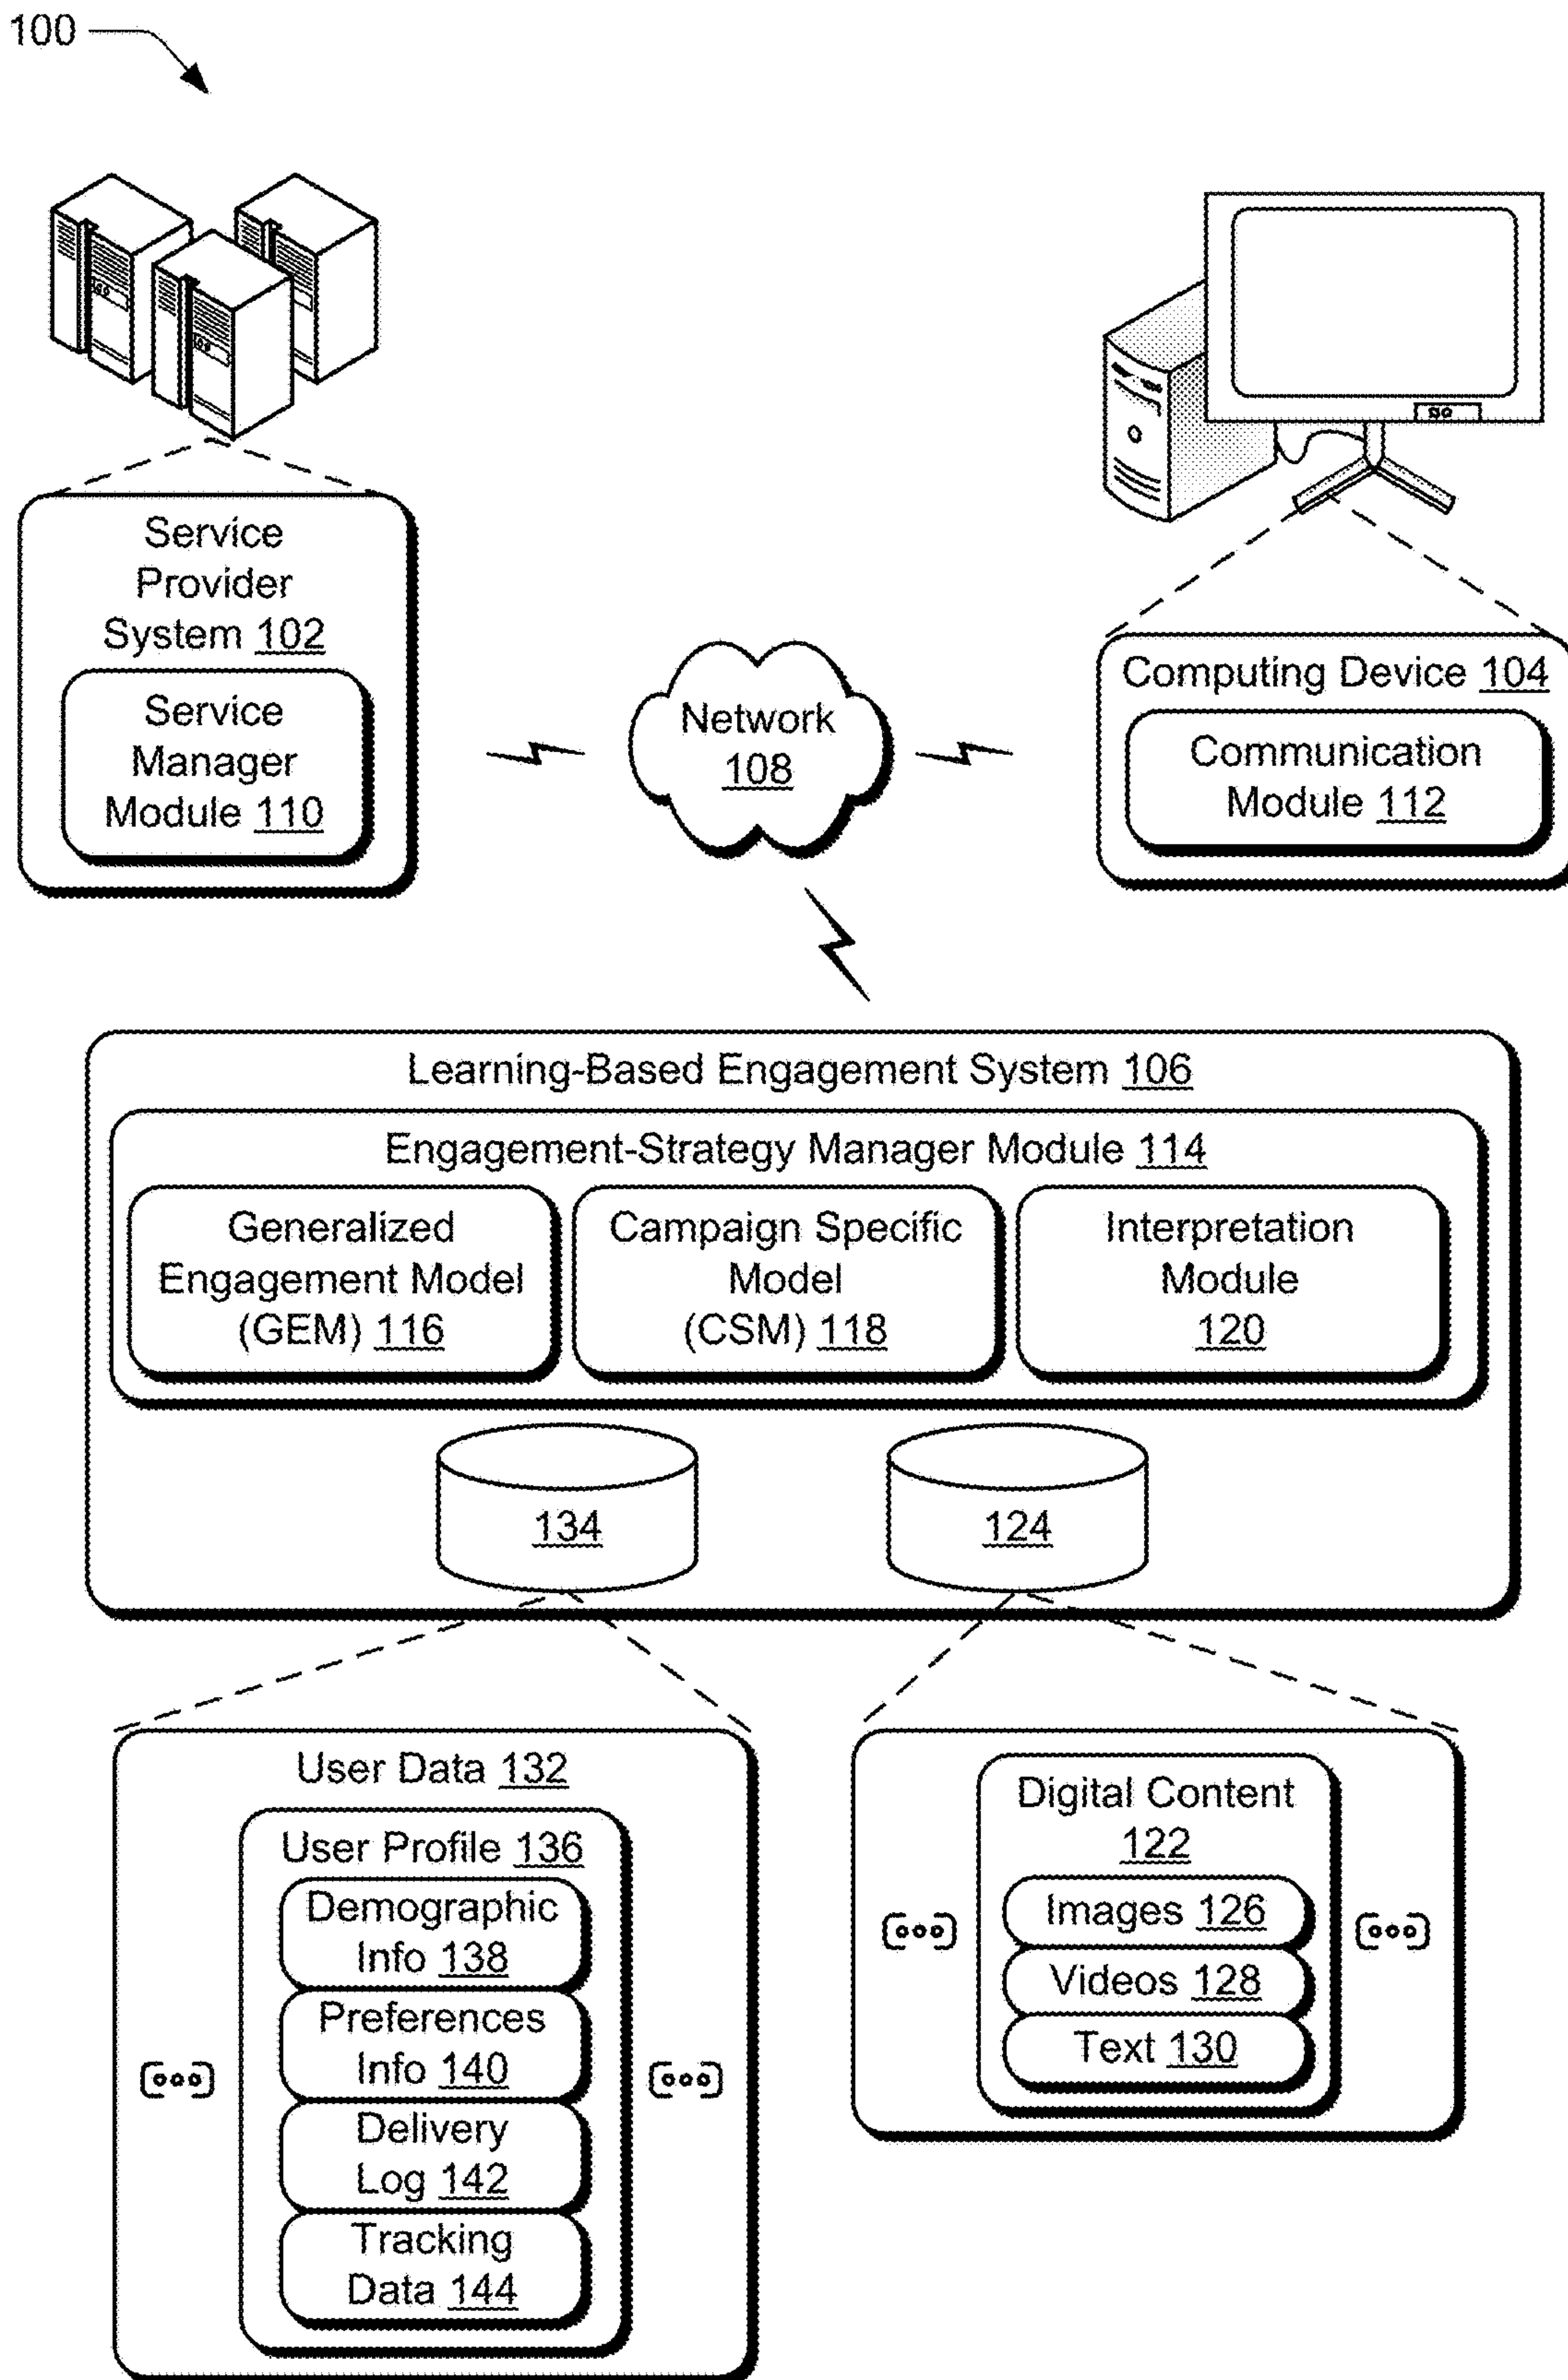 100
Service
Provider
System 102
Service
Manager
Module 110
Network
108
Computing Device 104
Communication
Module 112
Learning-Based Engagement System 106
Engagement-Strategy Manager Module 114
Generalized
Engagement Model
(GEM) 116
Campaign Specific
Model
(CSM) 118
Interpretation
Module
120
134
124
User Data 132
User Profile 136
Demographic
Info 138
Preferences
Info 140
Delivery
Log 142
Tracking
Data 144
Digital Content
122
Images 126
Videos 128
Text 130